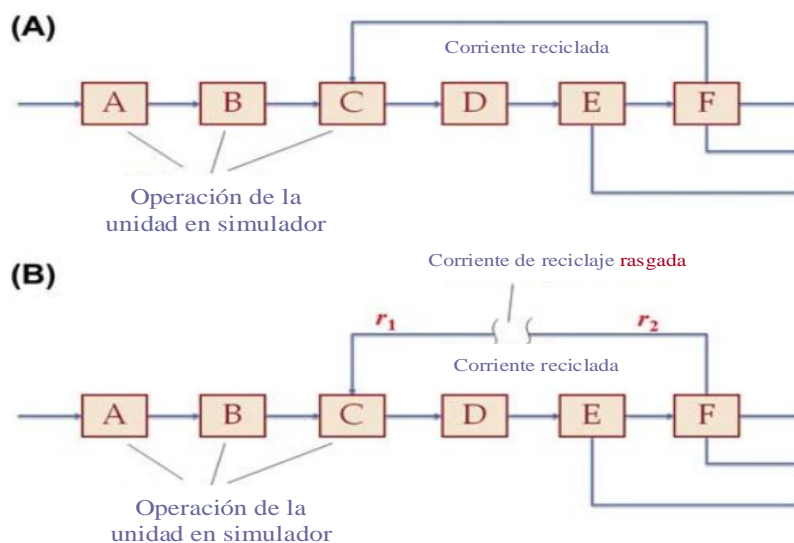 (A)
Corriente reciclada
A B C D E F
Operación de la
unidad en simulador
Corriente de reciclaje rasgada
(B)
r₁ r₂
Corriente reciclada
A B C D E F
Operación de la
unidad en simulador